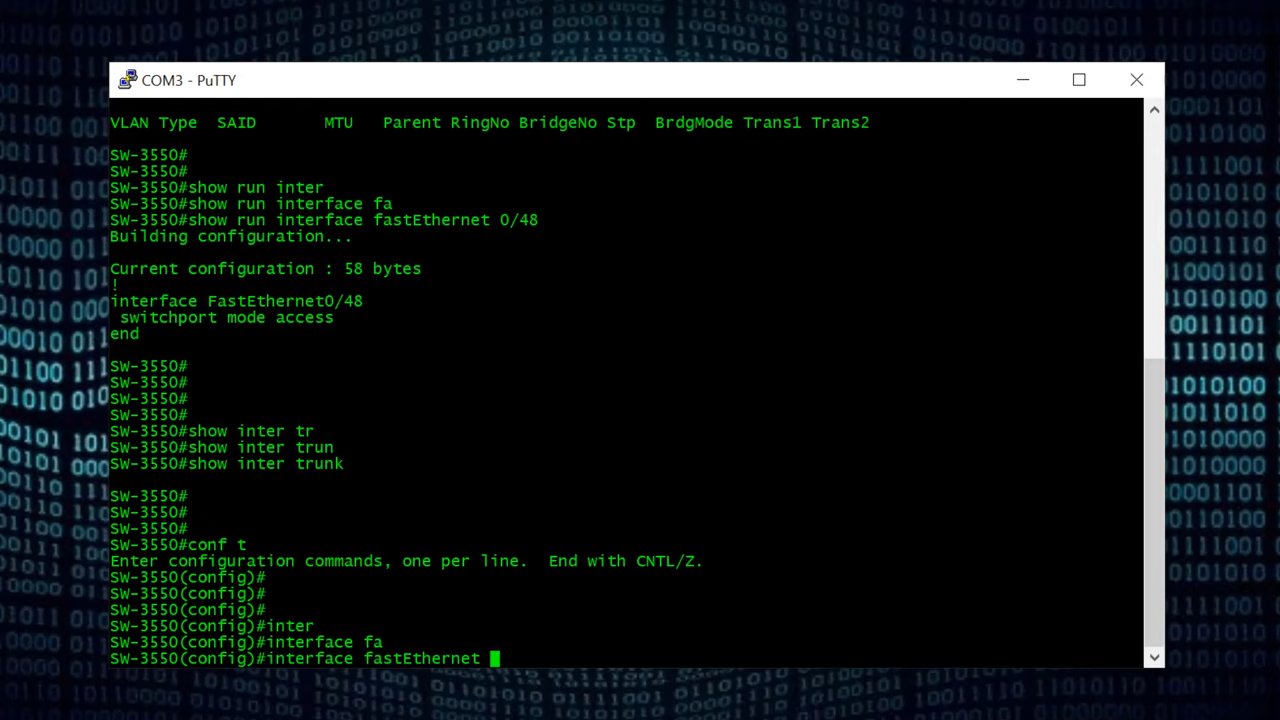 COM3 - PuTTY
VLAN Type  SAID       MTU   Parent RingNo BridgeNo Stp  BrdgMode Trans1 Trans2
SW-3550#
SW-3550#
SW-3550#show run inter
SW-3550#show run interface fa
SW-3550#show run interface fastEthernet 0/48
Building configuration...
Current configuration : 58 bytes
!
interface FastEthernet0/48
 switchport mode access
end
SW-3550#
SW-3550#
SW-3550#
SW-3550#
SW-3550#show inter tr
SW-3550#show inter trun
SW-3550#show inter trunk
SW-3550#
SW-3550#
SW-3550#
SW-3550#conf t
Enter configuration commands, one per line.  End with CNTL/Z.
SW-3550(config)#
SW-3550(config)#
SW-3550(config)#
SW-3550(config)#inter
SW-3550(config)#interface fa
SW-3550(config)#interface fastEthernet